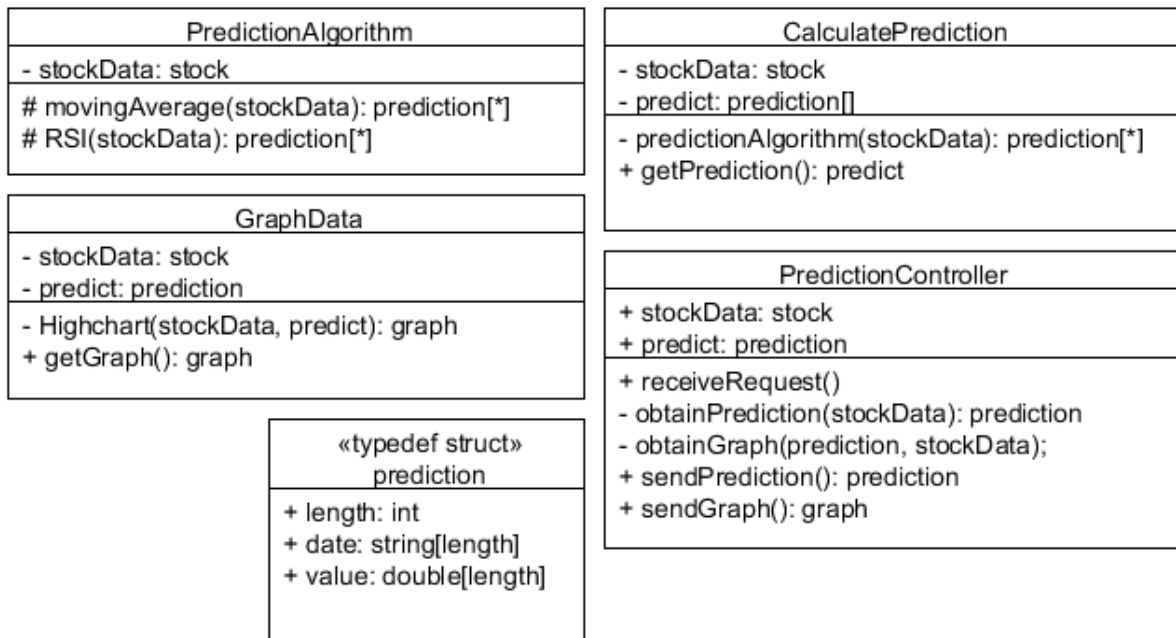 PredictionAlgorithm
- stockData: stock
# movingAverage(stockData): prediction[*]
# RSI(stockData): prediction[*]
CalculatePrediction
- stockData: stock
- predict: prediction[]
- predictionAlgorithm(stockData): prediction[*]
+ getPrediction(): predict
GraphData
- stockData: stock
- predict: prediction
- Highchart(stockData, predict): graph
+ getGraph(): graph
PredictionController
+ stockData: stock
+ predict: prediction
+ receiveRequest()
- obtainPrediction(stockData): prediction
- obtainGraph(prediction, stockData);
+ sendPrediction(): prediction
+ sendGraph(): graph
«typedef struct»
prediction
+ length: int
+ date: string[length]
+ value: double[length]